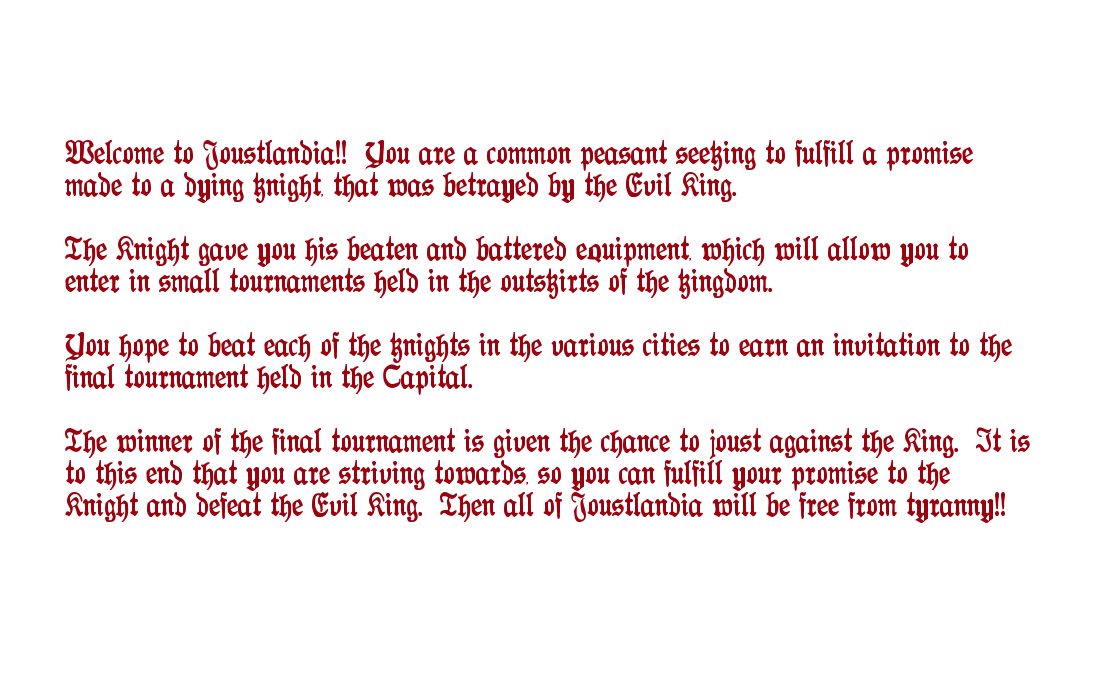 Welcome to Joustlandia!!  You are a common peasant seeking to fulfill a promise
made to a dying knight, that was betrayed by the Evil King.
The Knight gave you his beaten and battered equipment, which will allow you to
enter in small tournaments held in the outskirts of the kingdom.
You hope to beat each of the knights in the various cities to earn an invitation to the
final tournament held in the Capital.
The winner of the final tournament is given the chance to joust against the King.  It is
to this end that you are striving towards, so you can fulfill your promise to the
Knight and defeat the Evil King.  Then all of Joustlandia will be free from tyranny!!